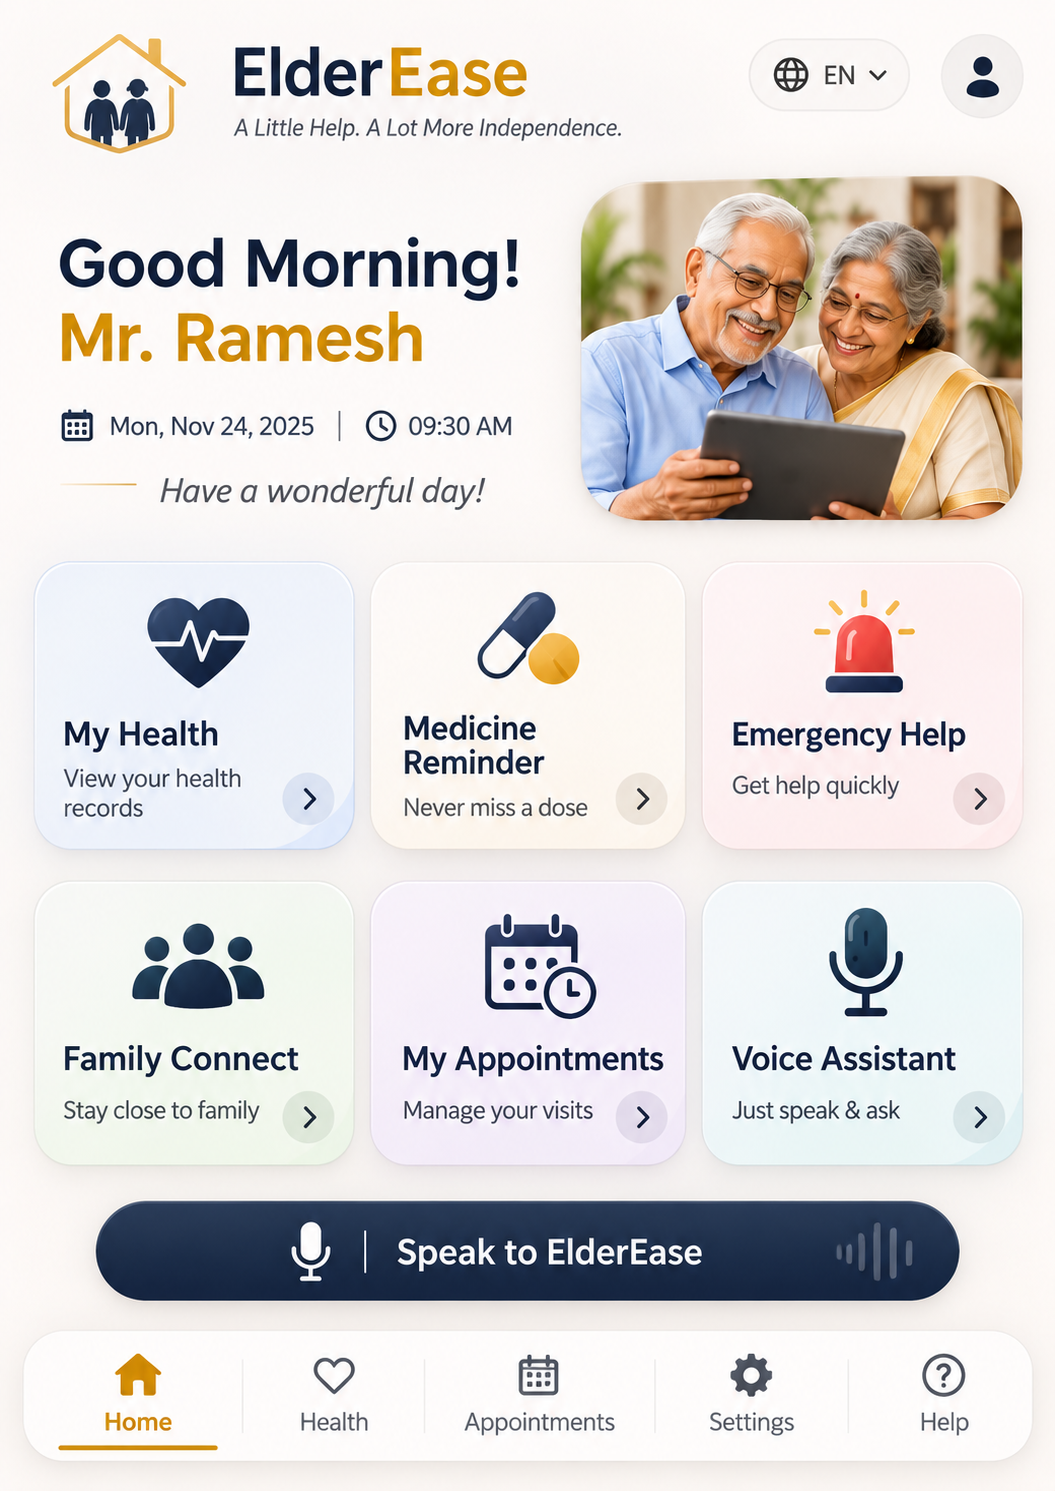 ElderEase
A Little Help. A Lot More Independence.
EN
Good Morning!
Mr. Ramesh
Mon, Nov 24, 2025 | 09:30 AM
Have a wonderful day!
My Health
View your health
records
Medicine
Reminder
Never miss a dose
Emergency Help
Get help quickly
Family Connect
Stay close to family
My Appointments
Manage your visits
Voice Assistant
Just speak & ask
Speak to ElderEase
Home
Health
Appointments
Settings
Help